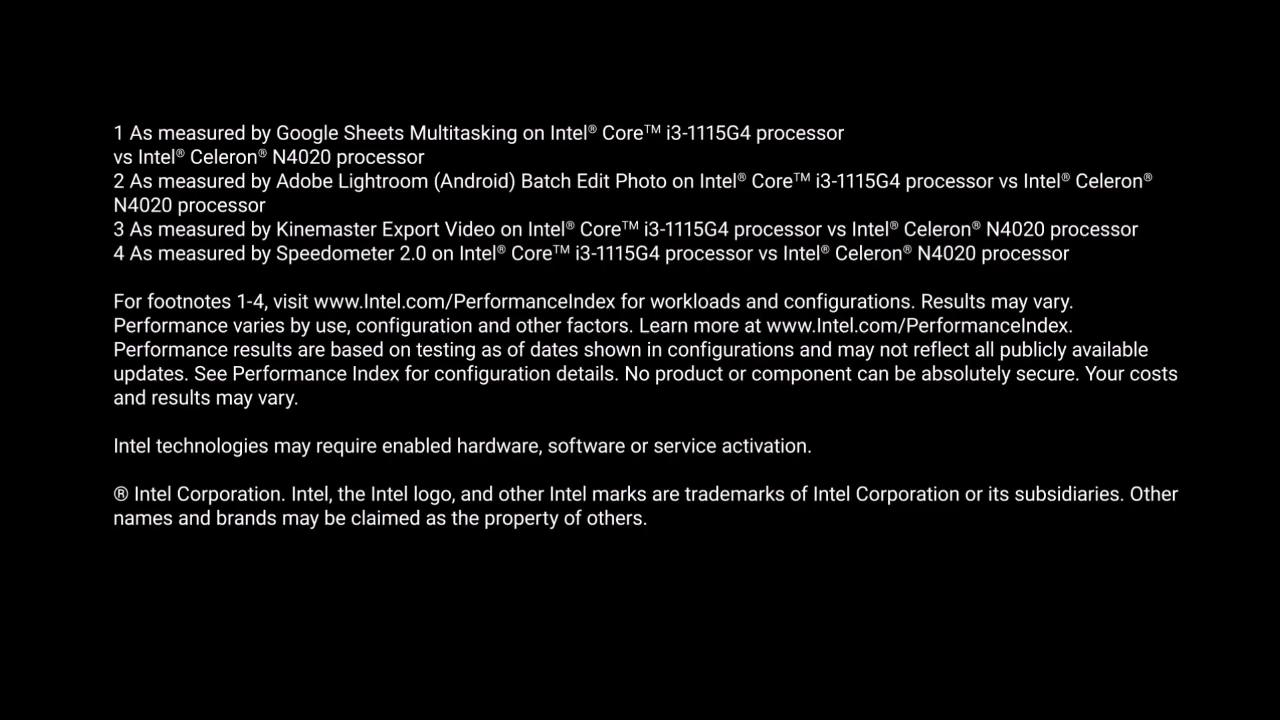 1 As measured by Google Sheets Multitasking on Intel® Core™ i3-1115G4 processor
vs Intel® Celeron® N4020 processor
2 As measured by Adobe Lightroom (Android) Batch Edit Photo on Intel® Core™ i3-1115G4 processor vs Intel® Celeron®
N4020 processor
3 As measured by Kinemaster Export Video on Intel® Core™ i3-1115G4 processor vs Intel® Celeron® N4020 processor
4 As measured by Speedometer 2.0 on Intel® Core™ i3-1115G4 processor vs Intel® Celeron® N4020 processor
For footnotes 1-4, visit www.Intel.com/PerformanceIndex for workloads and configurations. Results may vary.
Performance varies by use, configuration and other factors. Learn more at www.Intel.com/PerformanceIndex.
Performance results are based on testing as of dates shown in configurations and may not reflect all publicly available
updates. See Performance Index for configuration details. No product or component can be absolutely secure. Your costs
and results may vary.
Intel technologies may require enabled hardware, software or service activation.
® Intel Corporation. Intel, the Intel logo, and other Intel marks are trademarks of Intel Corporation or its subsidiaries. Other
names and brands may be claimed as the property of others.